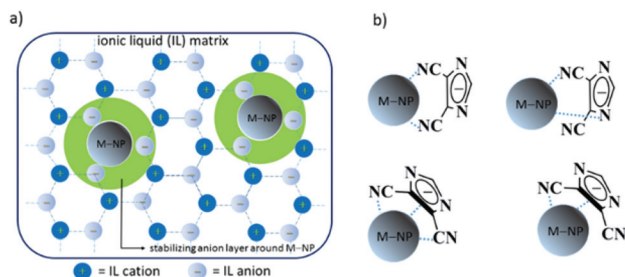 a)
ionic liquid (IL) matrix
M–NP
M–NP
stabilizing anion layer around M–NP
+ = IL cation
– = IL anion
b)
NC
N
M–NP
–
NC
N
NC
N
M–NP
–
NC
N
N
NC
–
N
M–NP
CN
N
NC
–
N
M–NP
CN